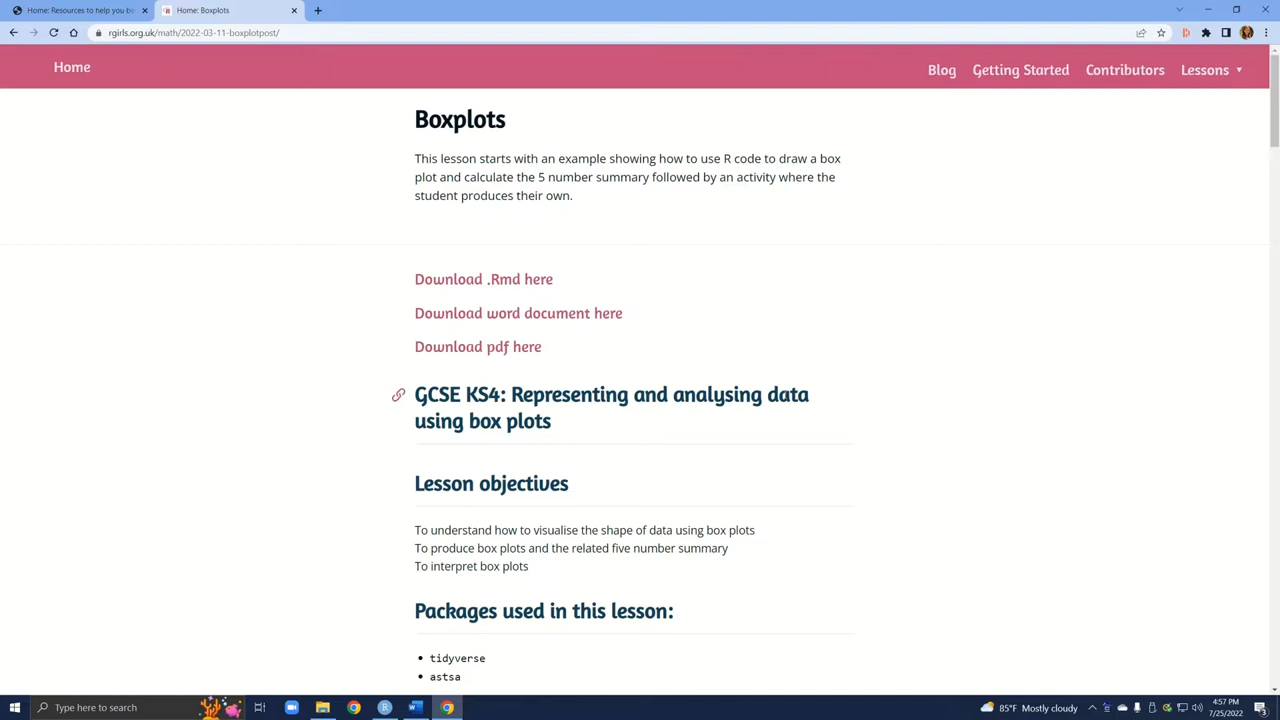 Home: Resources to help you be
Home: Boxplots
rgirls.org.uk/math/2022-03-11-boxplotpost/
Home
Blog
Getting Started
Contributors
Lessons
Boxplots
This lesson starts with an example showing how to use R code to draw a box
plot and calculate the 5 number summary followed by an activity where the
student produces their own.
Download .Rmd here
Download word document here
Download pdf here
GCSE KS4: Representing and analysing data
using box plots
Lesson objectives
To understand how to visualise the shape of data using box plots
To produce box plots and the related five number summary
To interpret box plots
Packages used in this lesson:
tidyverse
astsa
Type here to search
85°F Mostly cloudy
4:57 PM
7/25/2022
3